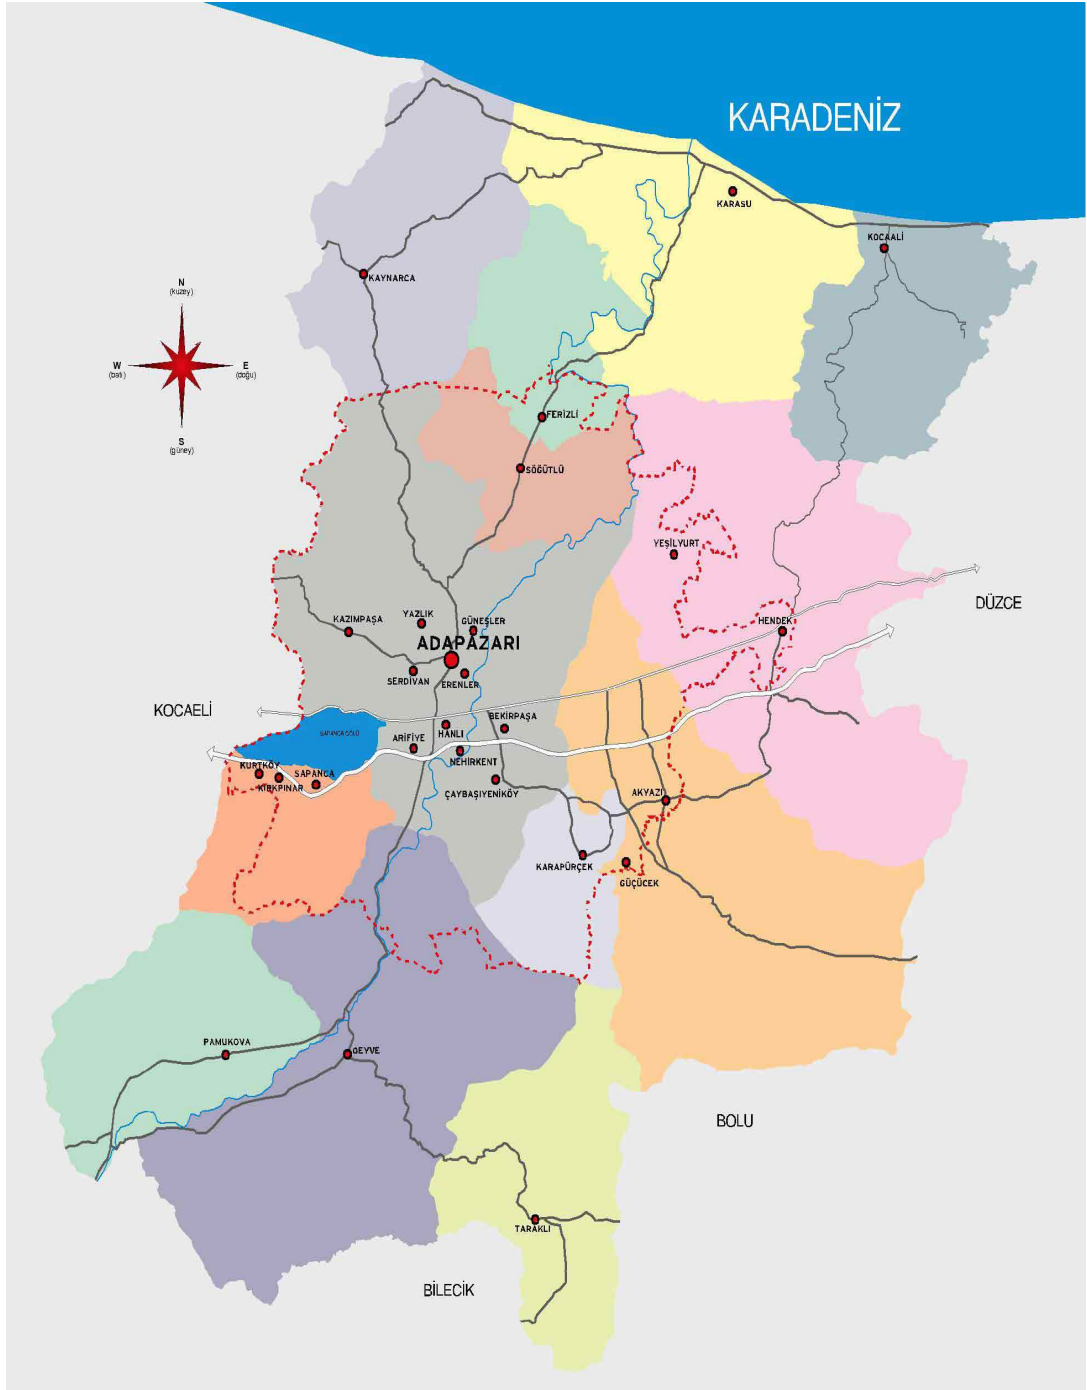 KARADENİZ
KARASU
KOCAALİ
KAYNARCA
N
(kuzey)
W
(batı)
E
(doğu)
S
(güney)
FERİZLİ
SÖĞÜTLÜ
YEŞİLYURT
DÜZCE
YAZLIK
KAZIMPAŞA
GÜNEŞLER
HENDEK
ADAPAZARI
SERDİVAN
ERENLER
KOCAELİ
BEKİRPAŞA
SAPANCA GÖLÜ
ARİFİYE
HANLI
NEHİRKENT
KURTKÖY
KIRKPINAR
SAPANCA
ÇAYBAŞIYENİKÖY
AKYAZI
KARAPÜRÇEK
GÜÇÜCEK
PAMUKOVA
GEYVE
BOLU
TARAKLI
BİLECİK